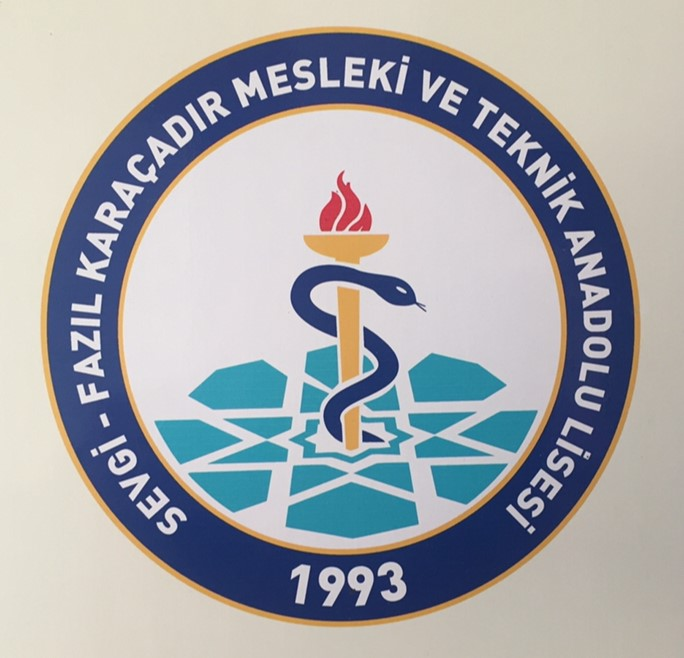 SEVGİ - FAZIL KARAÇADIR MESLEKİ VE TEKNİK ANADOLU LİSESİ
1993